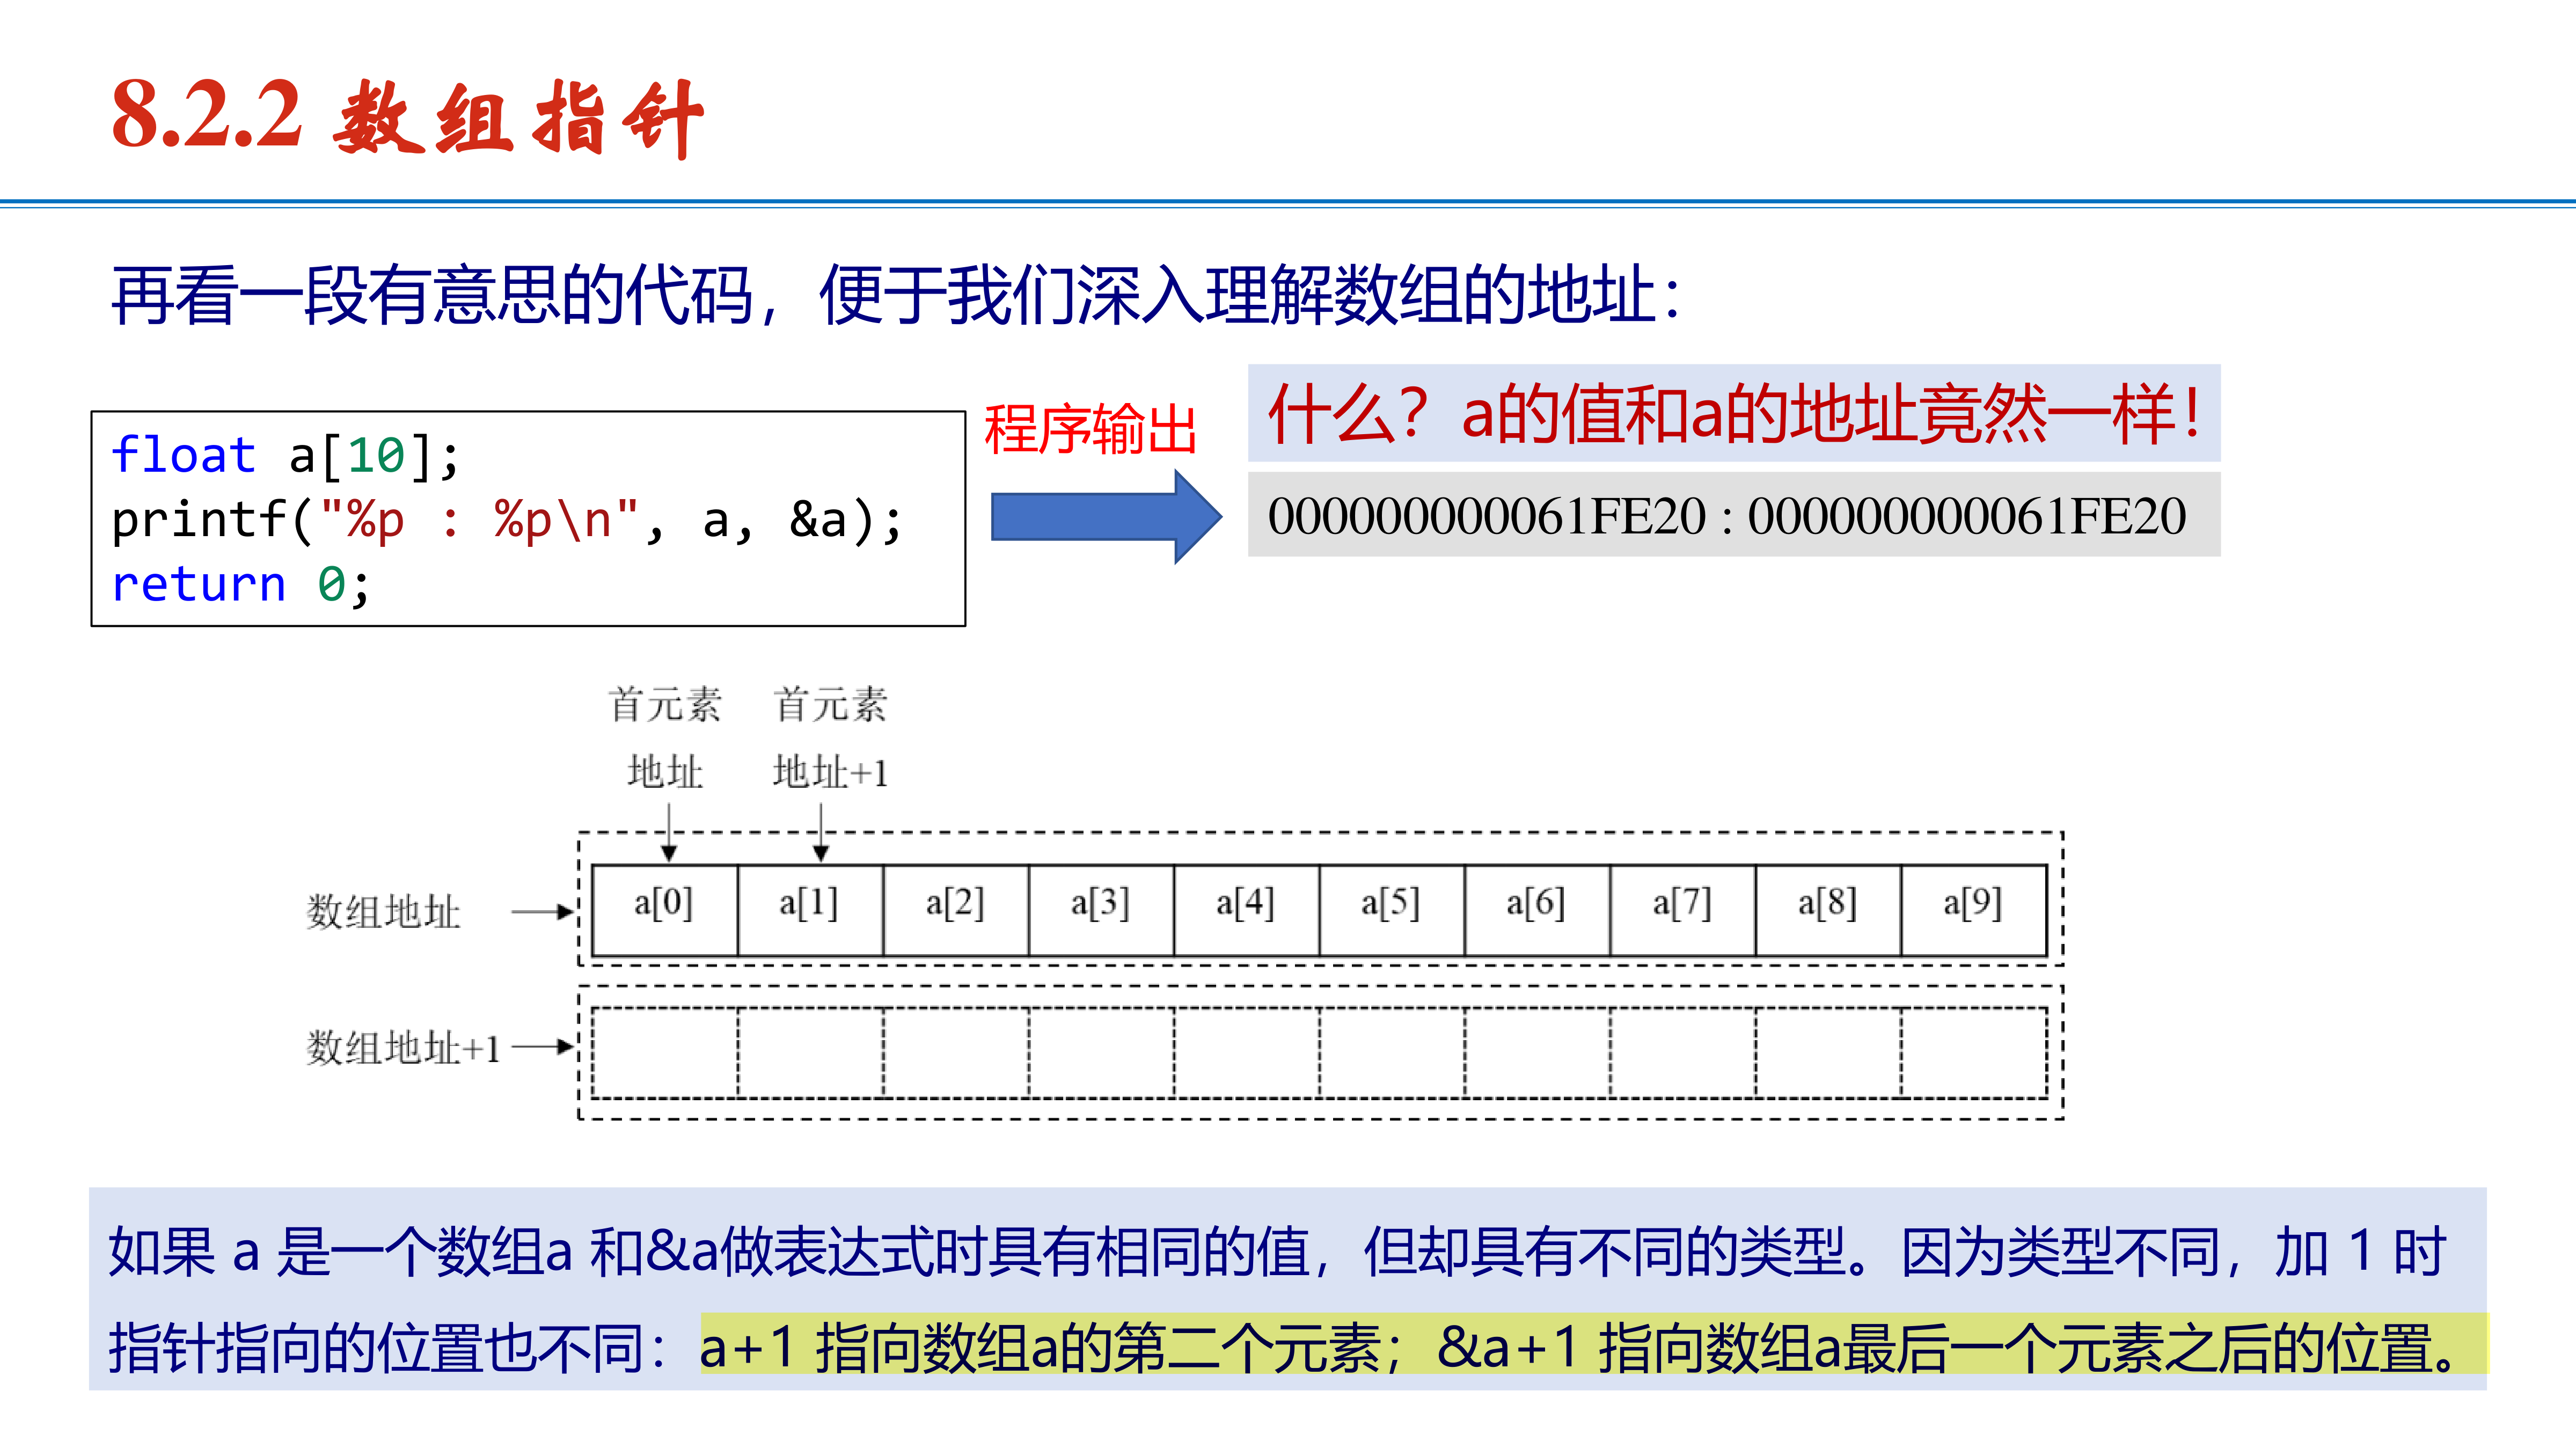 8.2.2 数组指针
再看一段有意思的代码，便于我们深入理解数组的地址：
float a[10];
printf("%p : %p\n", a, &a);
return 0;
程序输出
什么？a的值和a的地址竟然一样！
000000000061FE20 : 000000000061FE20
首元素
地址
首元素
地址+1
数组地址
a[0] a[1] a[2] a[3] a[4] a[5] a[6] a[7] a[8] a[9]
数组地址+1
如果 a 是一个数组a 和&a做表达式时具有相同的值，但却具有不同的类型。因为类型不同，加 1 时
指针指向的位置也不同：a+1 指向数组a的第二个元素；&a+1 指向数组a最后一个元素之后的位置。